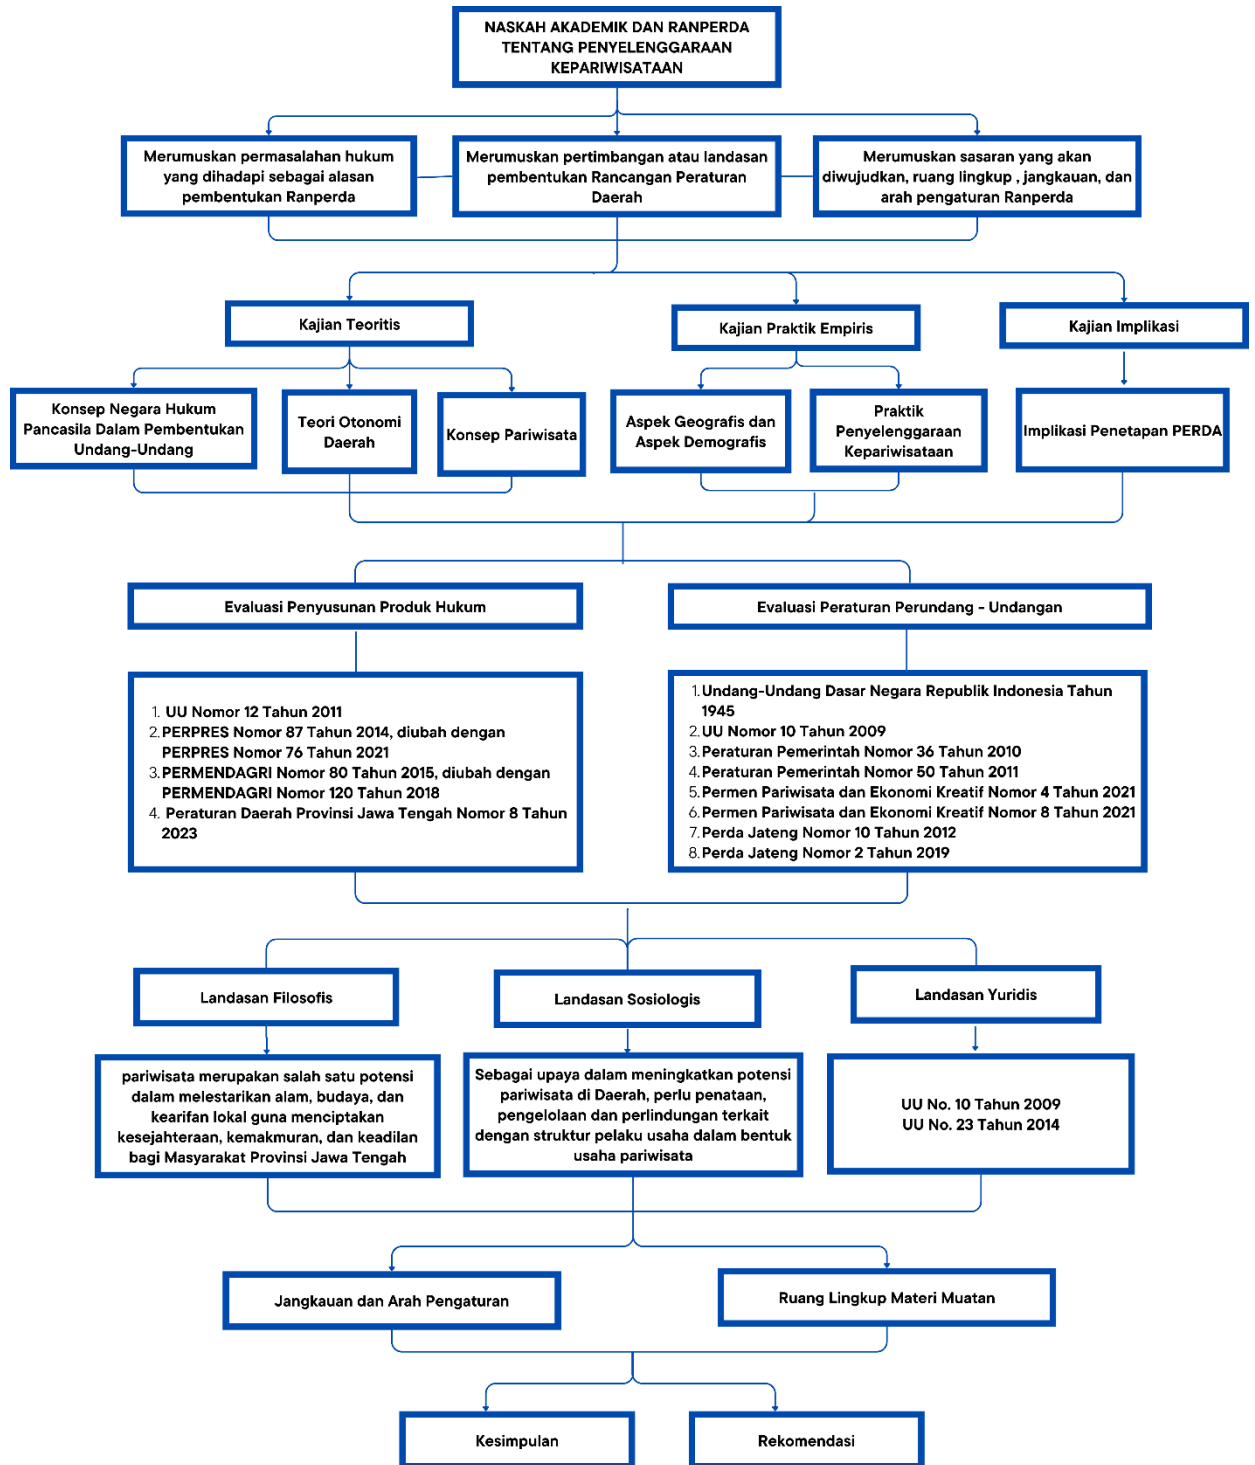 NASKAH AKADEMIK DAN RANPERDA
TENTANG PENYELENGGARAAN
KEPARIWISATAAN
Merumuskan permasalahan hukum
yang dihadapi sebagai alasan
pembentukan Ranperda
Merumuskan pertimbangan atau landasan
pembentukan Rancangan Peraturan
Daerah
Merumuskan sasaran yang akan
diwujudkan, ruang lingkup , jangkauan, dan
arah pengaturan Ranperda
Kajian Teoritis
Kajian Praktik Empiris
Kajian Implikasi
Konsep Negara Hukum
Pancasila Dalam Pembentukan
Undang-Undang
Teori Otonomi
Daerah
Konsep Pariwisata
Aspek Geografis dan
Aspek Demografis
Praktik
Penyelenggaraan
Kepariwisataan
Implikasi Penetapan PERDA
Evaluasi Penyusunan Produk Hukum
Evaluasi Peraturan Perundang - Undangan
1. UU Nomor 12 Tahun 2011
2. PERPRES Nomor 87 Tahun 2014, diubah dengan
PERPRES Nomor 76 Tahun 2021
3. PERMENDAGRI Nomor 80 Tahun 2015, diubah dengan
PERMENDAGRI Nomor 120 Tahun 2018
4. Peraturan Daerah Provinsi Jawa Tengah Nomor 8 Tahun
2023
1. Undang-Undang Dasar Negara Republik Indonesia Tahun
1945
2. UU Nomor 10 Tahun 2009
3. Peraturan Pemerintah Nomor 36 Tahun 2010
4. Peraturan Pemerintah Nomor 50 Tahun 2011
5. Permen Pariwisata dan Ekonomi Kreatif Nomor 4 Tahun 2021
6. Permen Pariwisata dan Ekonomi Kreatif Nomor 8 Tahun 2021
7. Perda Jateng Nomor 10 Tahun 2012
8. Perda Jateng Nomor 2 Tahun 2019
Landasan Filosofis
Landasan Sosiologis
Landasan Yuridis
pariwisata merupakan salah satu potensi
dalam melestarikan alam, budaya, dan
kearifan lokal guna menciptakan
kesejahteraan, kemakmuran, dan keadilan
bagi Masyarakat Provinsi Jawa Tengah
Sebagai upaya dalam meningkatkan potensi
pariwisata di Daerah, perlu penataan,
pengelolaan dan perlindungan terkait
dengan struktur pelaku usaha dalam bentuk
usaha pariwisata
UU No. 10 Tahun 2009
UU No. 23 Tahun 2014
Jangkauan dan Arah Pengaturan
Ruang Lingkup Materi Muatan
Kesimpulan
Rekomendasi